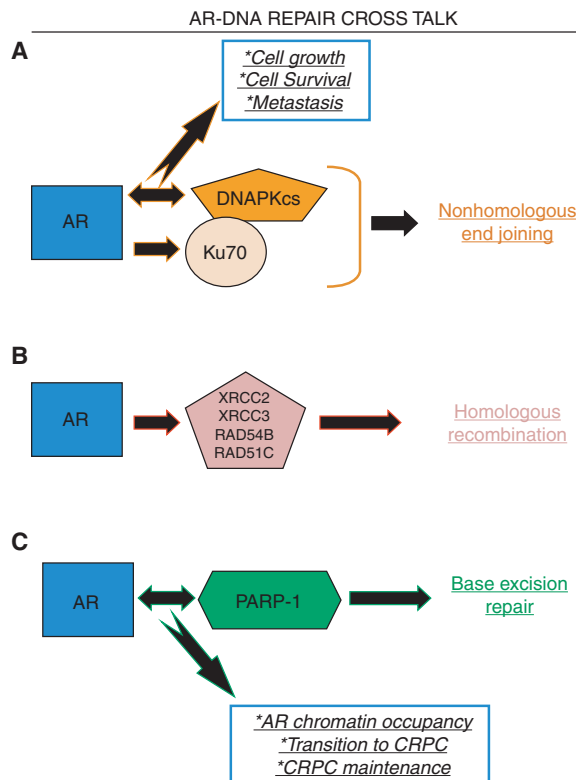 AR-DNA REPAIR CROSS TALK
A
*Cell growth
*Cell Survival
*Metastasis
AR
DNAPKcs
Ku70
Nonhomologous
end joining
B
AR
XRCC2
XRCC3
RAD54B
RAD51C
Homologous
recombination
C
AR
PARP-1
Base excision
repair
*AR chromatin occupancy
*Transition to CRPC
*CRPC maintenance